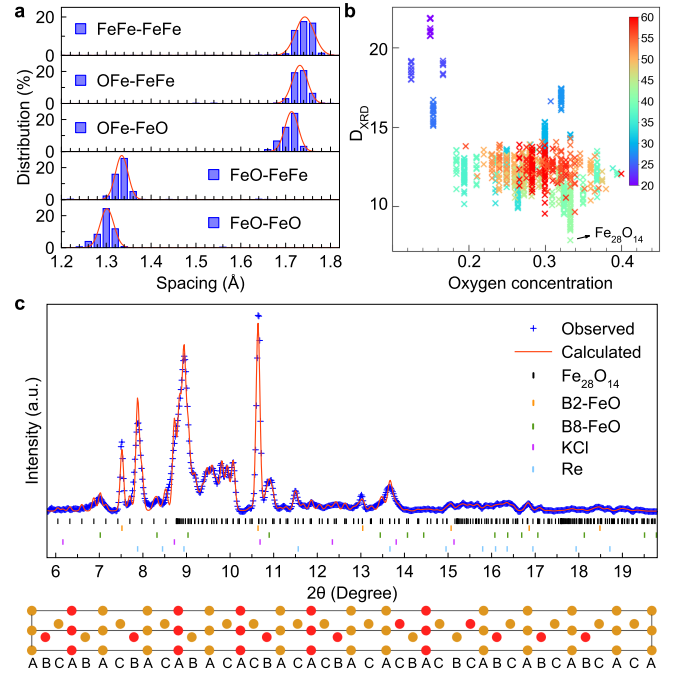 a
b
Distribution (%)
20
0
FeFe-FeFe
20
0
OFe-FeFe
20
0
OFe-FeO
20
0
FeO-FeFe
20
0
FeO-FeO
1.2 1.3 1.4 1.5 1.6 1.7 1.8
Spacing (Å)
D_XRD
20
15
10
0.2 0.3 0.4
Oxygen concentration
Fe₂₈O₁₄
60
55
50
45
40
35
30
25
20
c
Intensity (a.u.)
Observed
Calculated
Fe₂₈O₁₄
B2-FeO
B8-FeO
KCl
Re
6 7 8 9 10 11 12 13 14 15 16 17 18 19
2θ (Degree)
A B C A B A C B A C A B A C A C B A C A C B A C A C B A C B C A B C A B C A C A